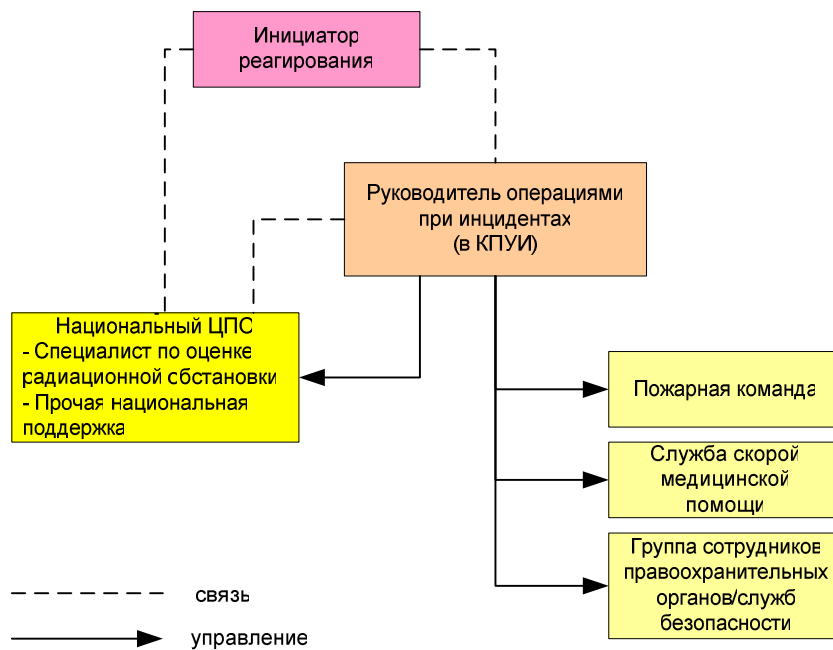 Инициатор
реагирования
Руководитель операциями
при инцидентах
(в КПУИ)
Национальный ЦПС
- Специалист по оценке
радиационной обстановки
- Прочая национальная
поддержка
Пожарная команда
Служба скорой
медицинской
помощи
Группа сотрудников
правоохранительных
органов/служб
безопасности
связь
управление